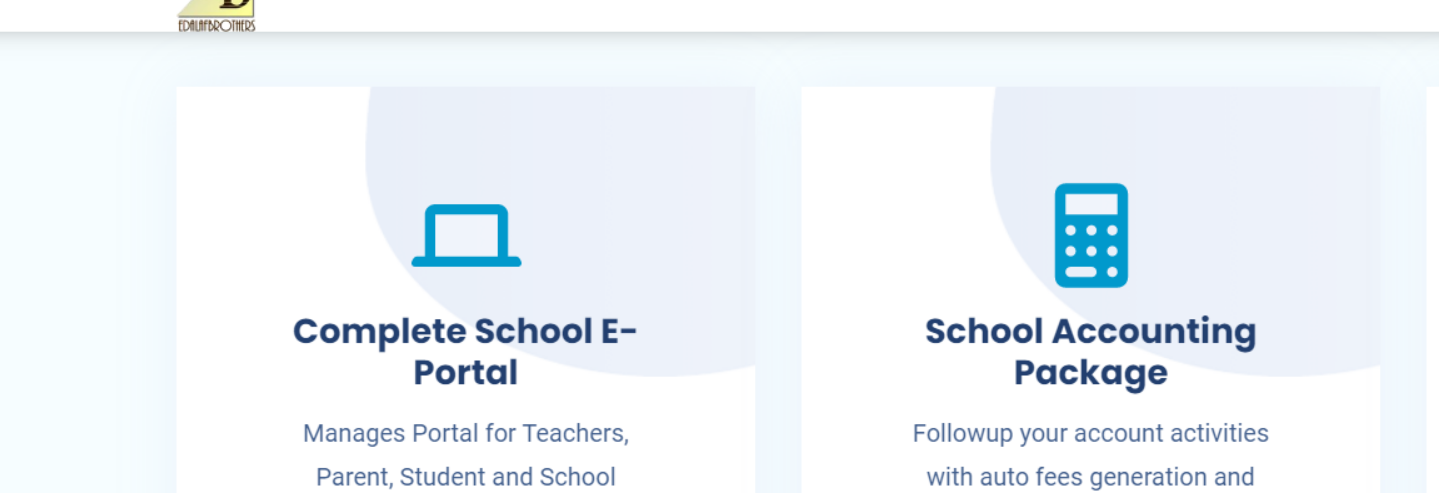 EDALAFBROTHERS
Complete School E-
Portal
Manages Portal for Teachers,
Parent, Student and School
School Accounting
Package
Followup your account activities
with auto fees generation and